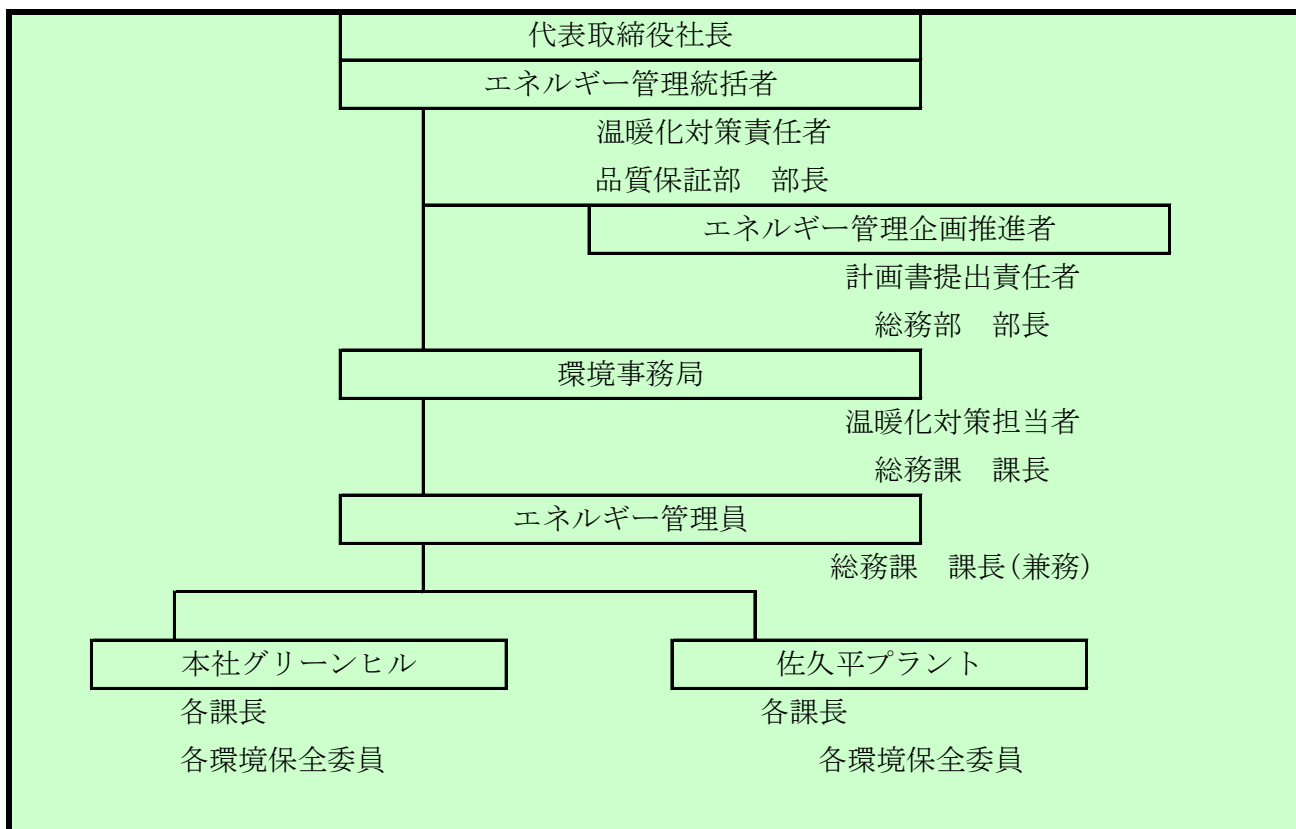 代表取締役社長
エネルギー管理統括者
温暖化対策責任者
品質保証部　部長
エネルギー管理企画推進者
計画書提出責任者
総務部　部長
環境事務局
温暖化対策担当者
総務課　課長
エネルギー管理員
総務課　課長(兼務)
本社グリーンヒル
佐久平プラント
各課長
各課長
各環境保全委員
各環境保全委員